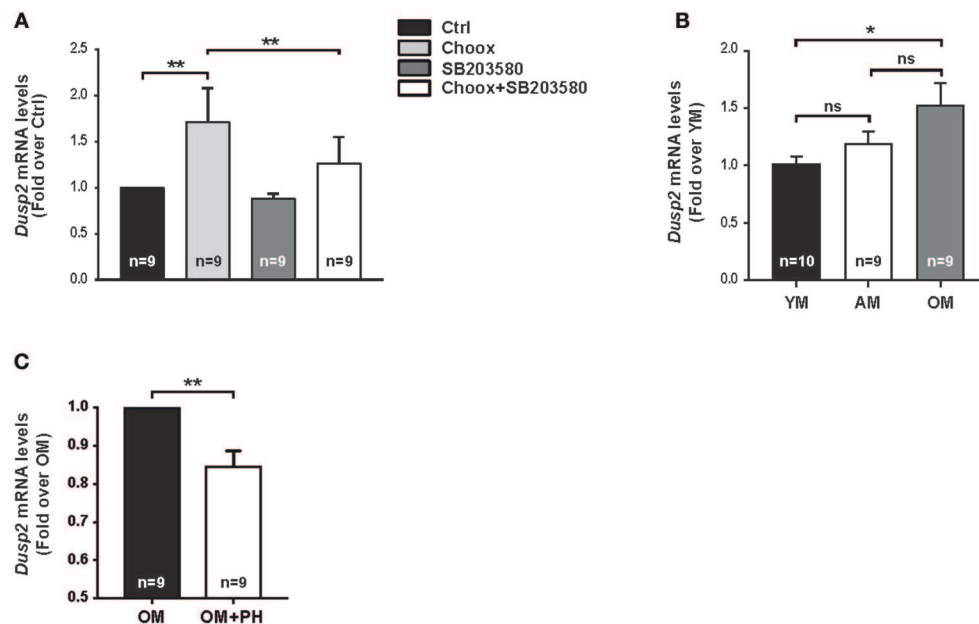 A
Dusp2 mRNA levels
(Fold over Ctrl)
2.5
2.0
1.5
1.0
0.5
0.0
**
**
n=9
n=9
n=9
n=9
Ctrl
Choox
SB203580
Choox+SB203580
B
Dusp2 mRNA levels
(Fold over YM)
2.0
1.5
1.0
0.5
0.0
*
ns
ns
n=10
n=9
n=9
YM AM OM
C
Dusp2 mRNA levels
(Fold over OM)
1.0
0.9
0.8
0.7
0.6
0.5
**
n=9
n=9
OM OM+PH